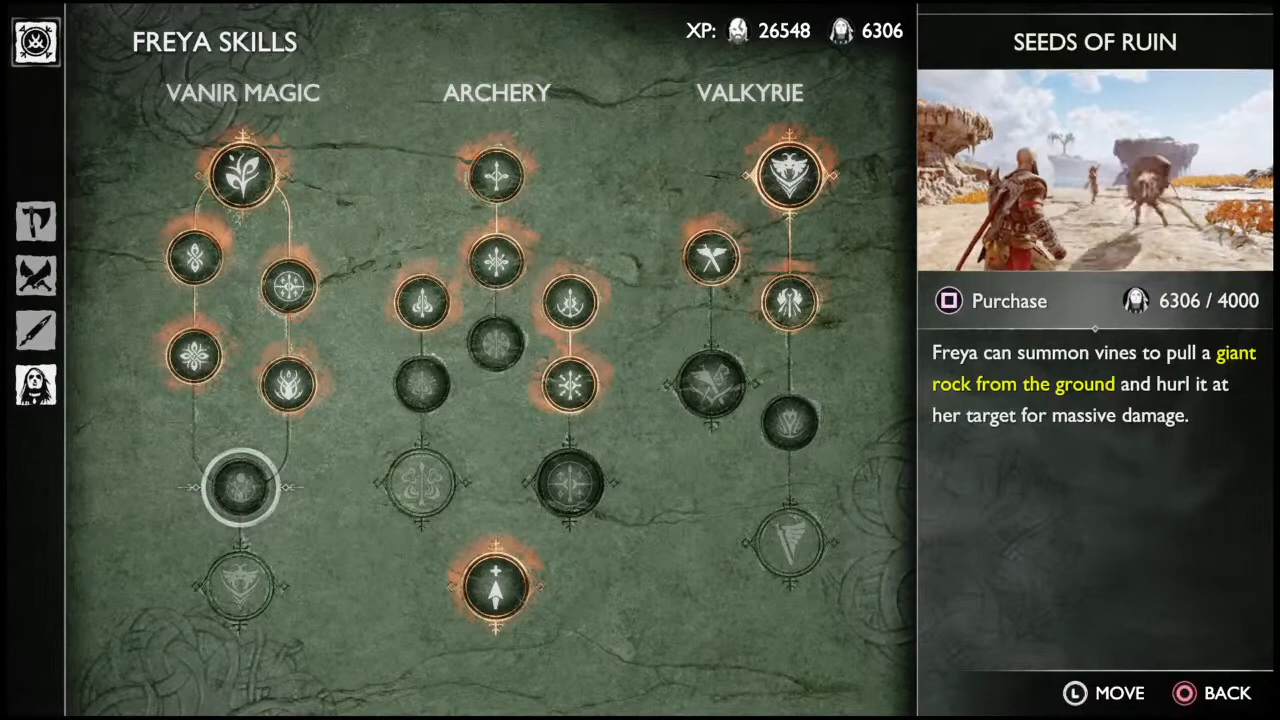 FREYA SKILLS
XP: 26548 6306
VANIR MAGIC
ARCHERY
VALKYRIE
SEEDS OF RUIN
Purchase 6306 / 4000
Freya can summon vines to pull a giant
rock from the ground and hurl it at
her target for massive damage.
L MOVE BACK